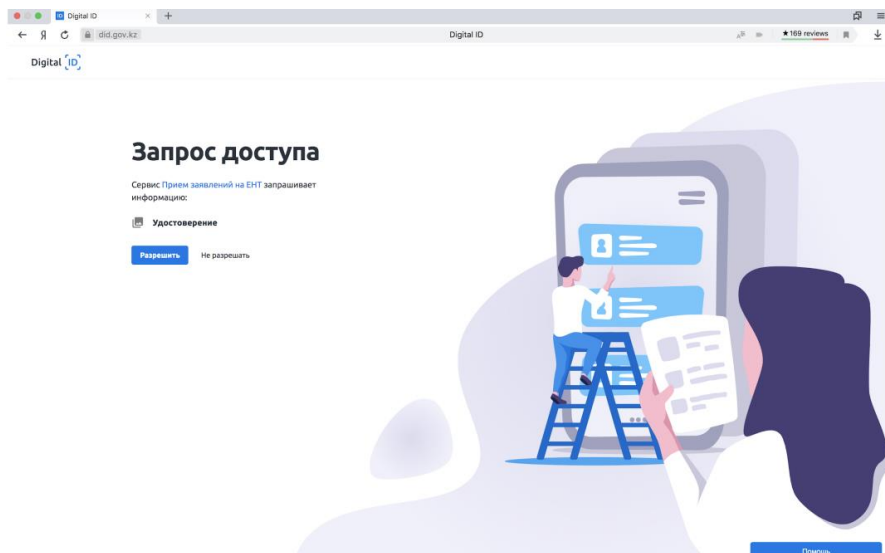 Digital ID
did.gov.kz
Digital ID
★169 reviews
Digital [ID]
Запрос доступа
Сервис Прием заявлений на ЕНТ запрашивает
информацию:
Удостоверение
Разрешить
Не разрешать
Помощь